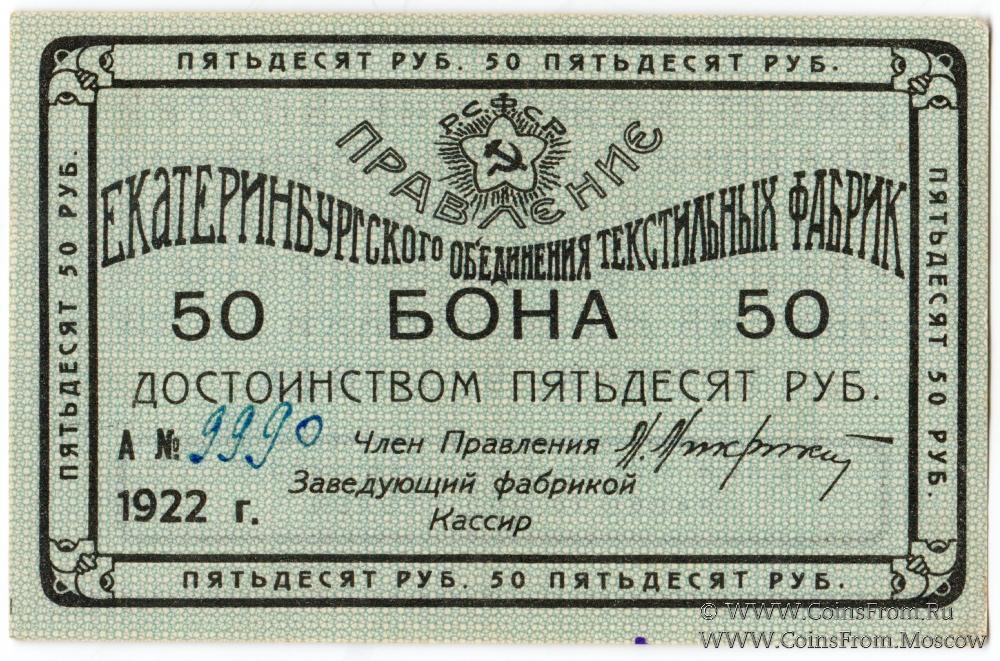 ПЯТЬДЕСЯТ РУБ. 50 ПЯТЬДЕСЯТ РУБ.
Р.С.Ф.С.Р.
ПРАВЛЕНИЕ
ЕКАТЕРИНБУРГСКОГО ОБЪЕДИНЕНИЯ ТЕКСТИЛЬНЫХ ФАБРИК
50 БОНА 50
ДОСТОИНСТВОМ ПЯТЬДЕСЯТ РУБ.
А № 9990 Член Правления
Заведующий фабрикой
1922 г.
Кассир
ПЯТЬДЕСЯТ 50 РУБ.
ПЯТЬДЕСЯТ 50 РУБ.
ПЯТЬДЕСЯТ РУБ. 50 ПЯТЬДЕСЯТ РУБ.
© WWW.CoinsFrom.Ru
WWW.CoinsFrom.Moscow